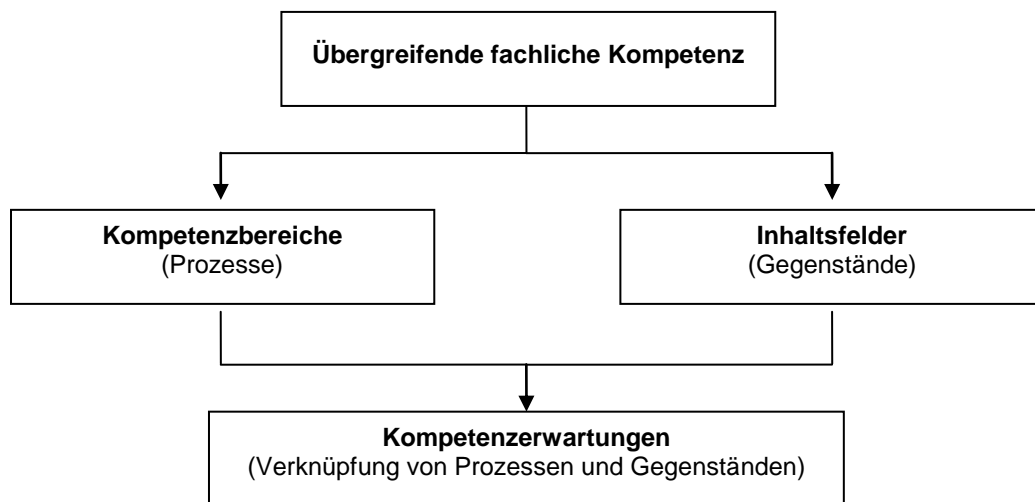 Übergreifende fachliche Kompetenz
Kompetenzbereiche
(Prozesse)
Inhaltsfelder
(Gegenstände)
Kompetenzerwartungen
(Verknüpfung von Prozessen und Gegenständen)